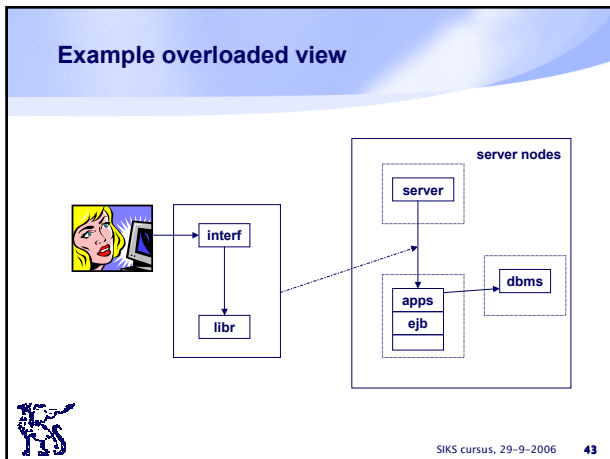 Example overloaded view
server nodes
server
interf
dbms
apps
libr
ejb
SIKS cursus, 29-9-2006 43